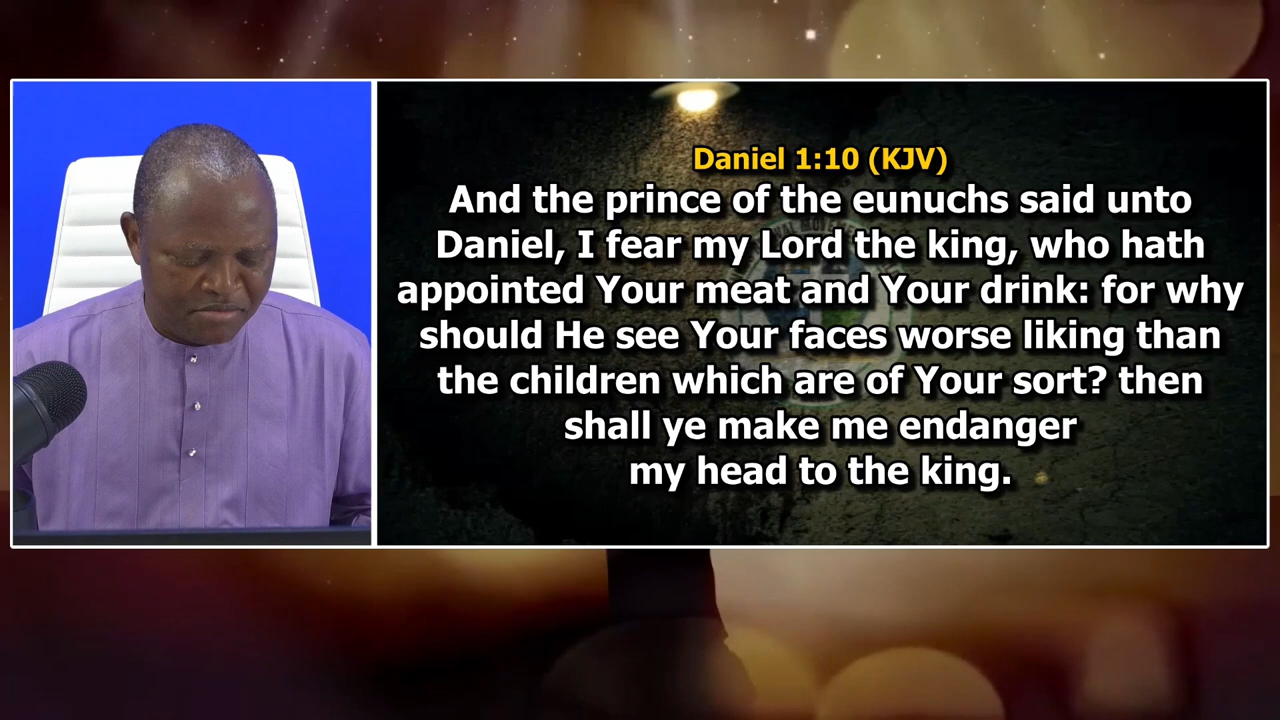 Daniel 1:10 (KJV)
And the prince of the eunuchs said unto
Daniel, I fear my Lord the king, who hath
appointed Your meat and Your drink: for why
should He see Your faces worse liking than
the children which are of Your sort? then
shall ye make me endanger
my head to the king.